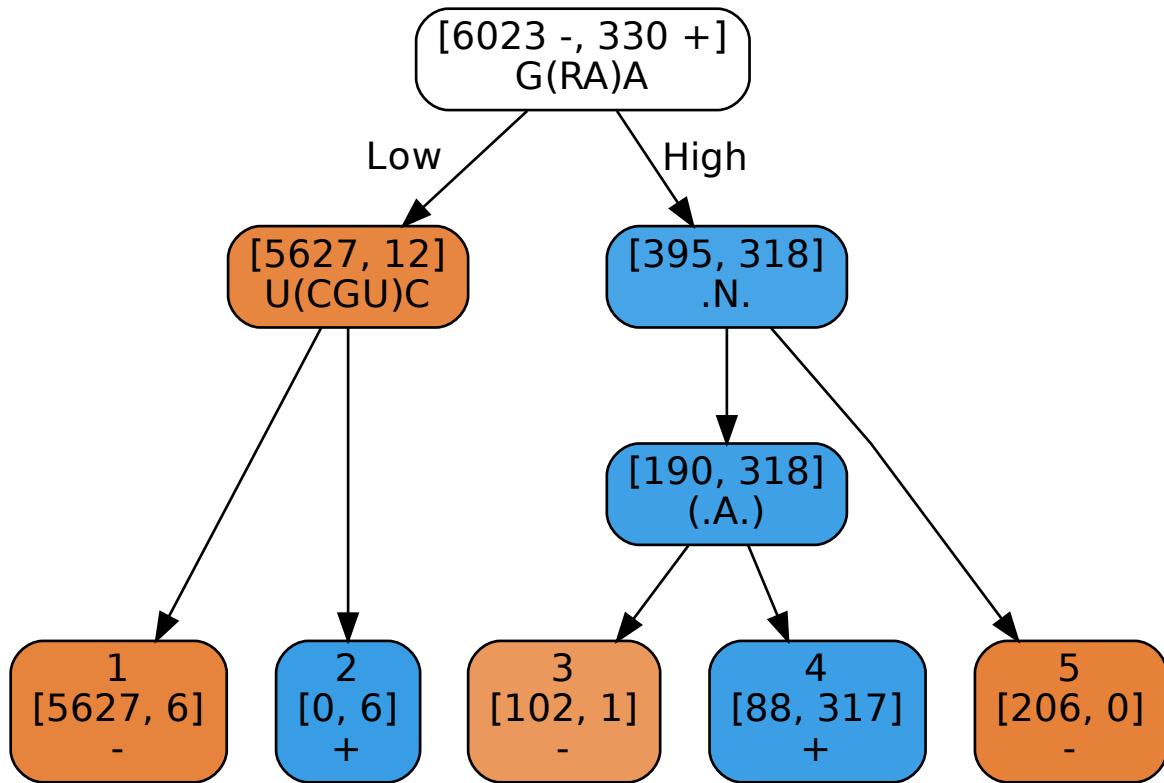 [6023 -, 330 +]
G(RA)A
Low
High
[5627, 12]
U(CGU)C
[395, 318]
.N.
[190, 318]
(.A.)
1
[5627, 6]
-
2
[0, 6]
+
3
[102, 1]
-
4
[88, 317]
+
5
[206, 0]
-